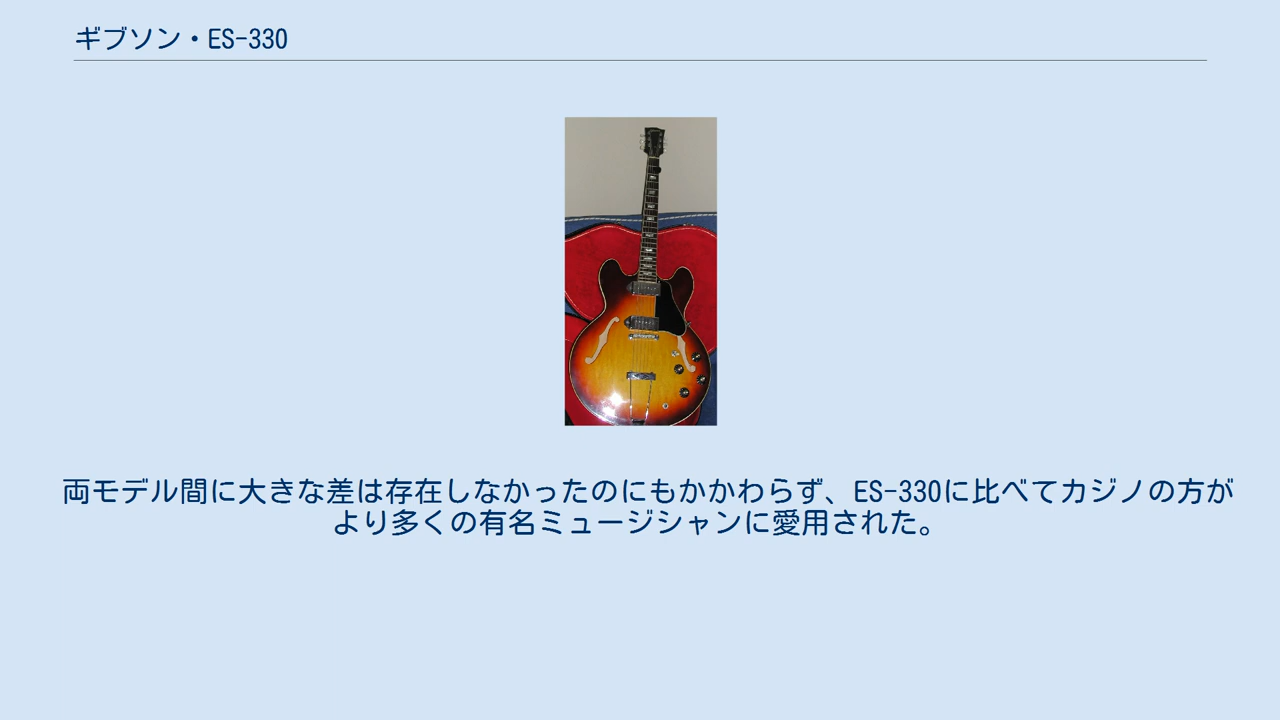 ギブソン・ES-330
両モデル間に大きな差は存在しなかったのにもかかわらず、ES-330に比べてカジノの方が
より多くの有名ミュージシャンに愛用された。